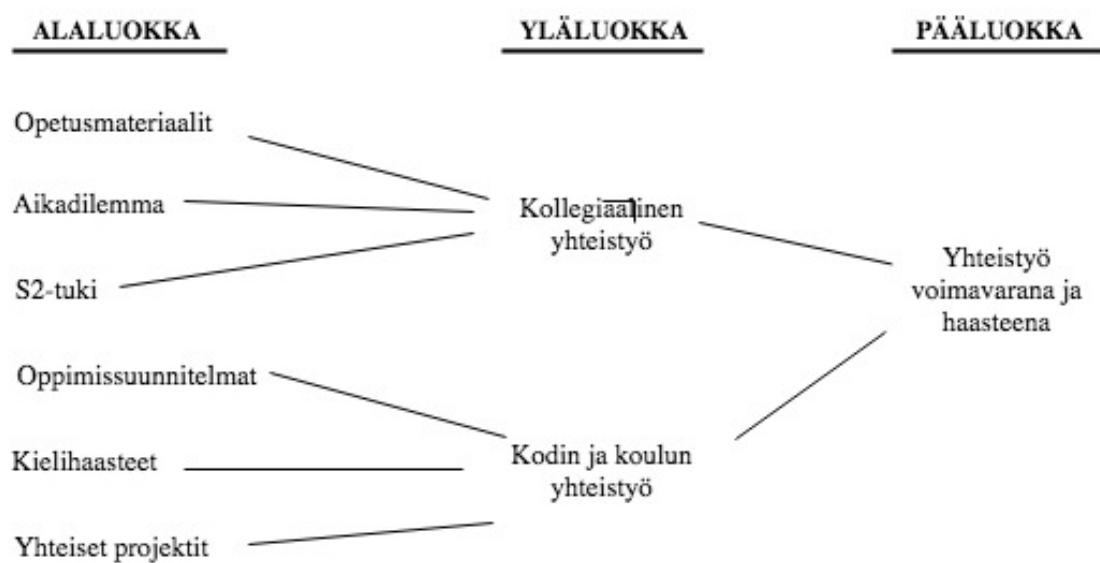 ALALUOKKA
YLÄLUOKKA
PÄÄLUOKKA
Opetusmateriaalit
Aikadilemma
S2-tuki
Oppimissuunnitelmat
Kielihaasteet
Yhteiset projektit
Kollegiaalinen
yhteistyö
Kodin ja koulun
yhteistyö
Yhteistyö
voimavarana ja
haasteena